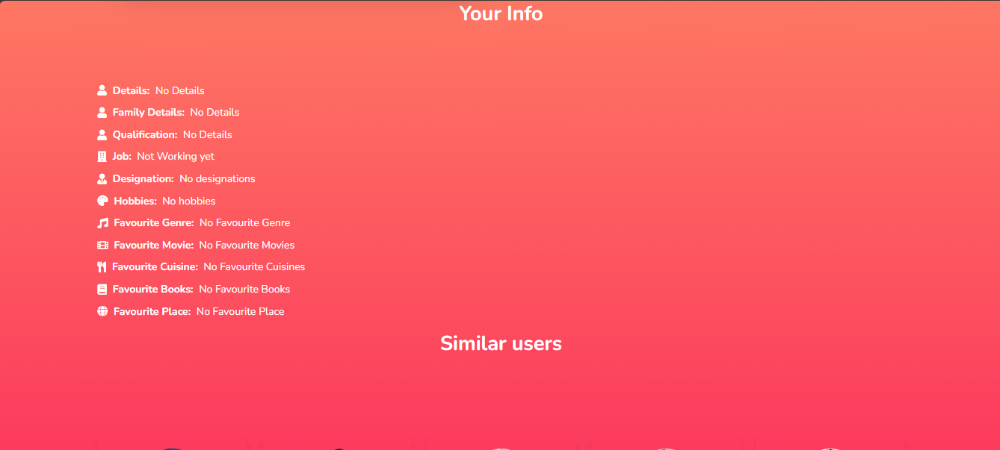 Your Info
Details: No Details
Family Details: No Details
Qualification: No Details
Job: Not Working yet
Designation: No designations
Hobbies: No hobbies
Favourite Genre: No Favourite Genre
Favourite Movie: No Favourite Movies
Favourite Cuisine: No Favourite Cuisines
Favourite Books: No Favourite Books
Favourite Place: No Favourite Place
Similar users